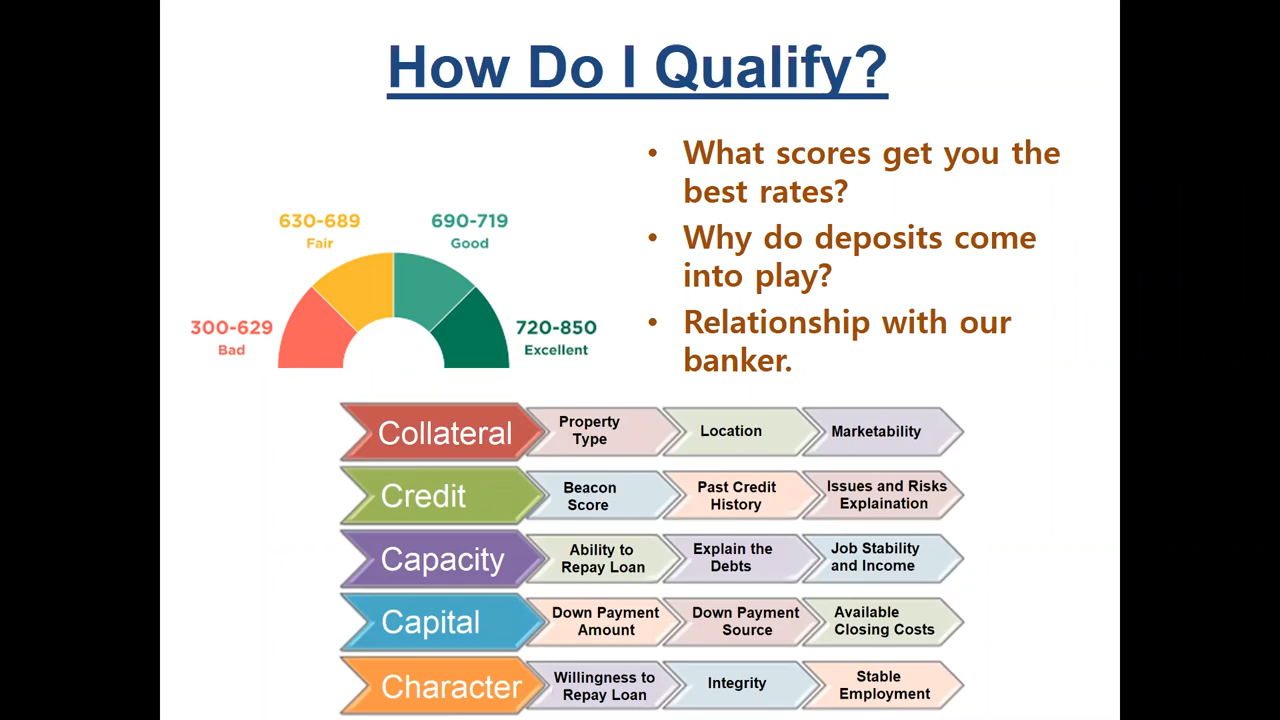 How Do I Qualify?
• What scores get you the
best rates?
• Why do deposits come
into play?
• Relationship with our
banker.
630-689
Fair
690-719
Good
300-629
Bad
720-850
Excellent
Collateral
Property
Type
Location
Marketability
Credit
Beacon
Score
Past Credit
History
Issues and Risks
Explaination
Capacity
Ability to
Repay Loan
Explain the
Debts
Job Stability
and Income
Capital
Down Payment
Amount
Down Payment
Source
Available
Closing Costs
Character
Willingness to
Repay Loan
Integrity
Stable
Employment